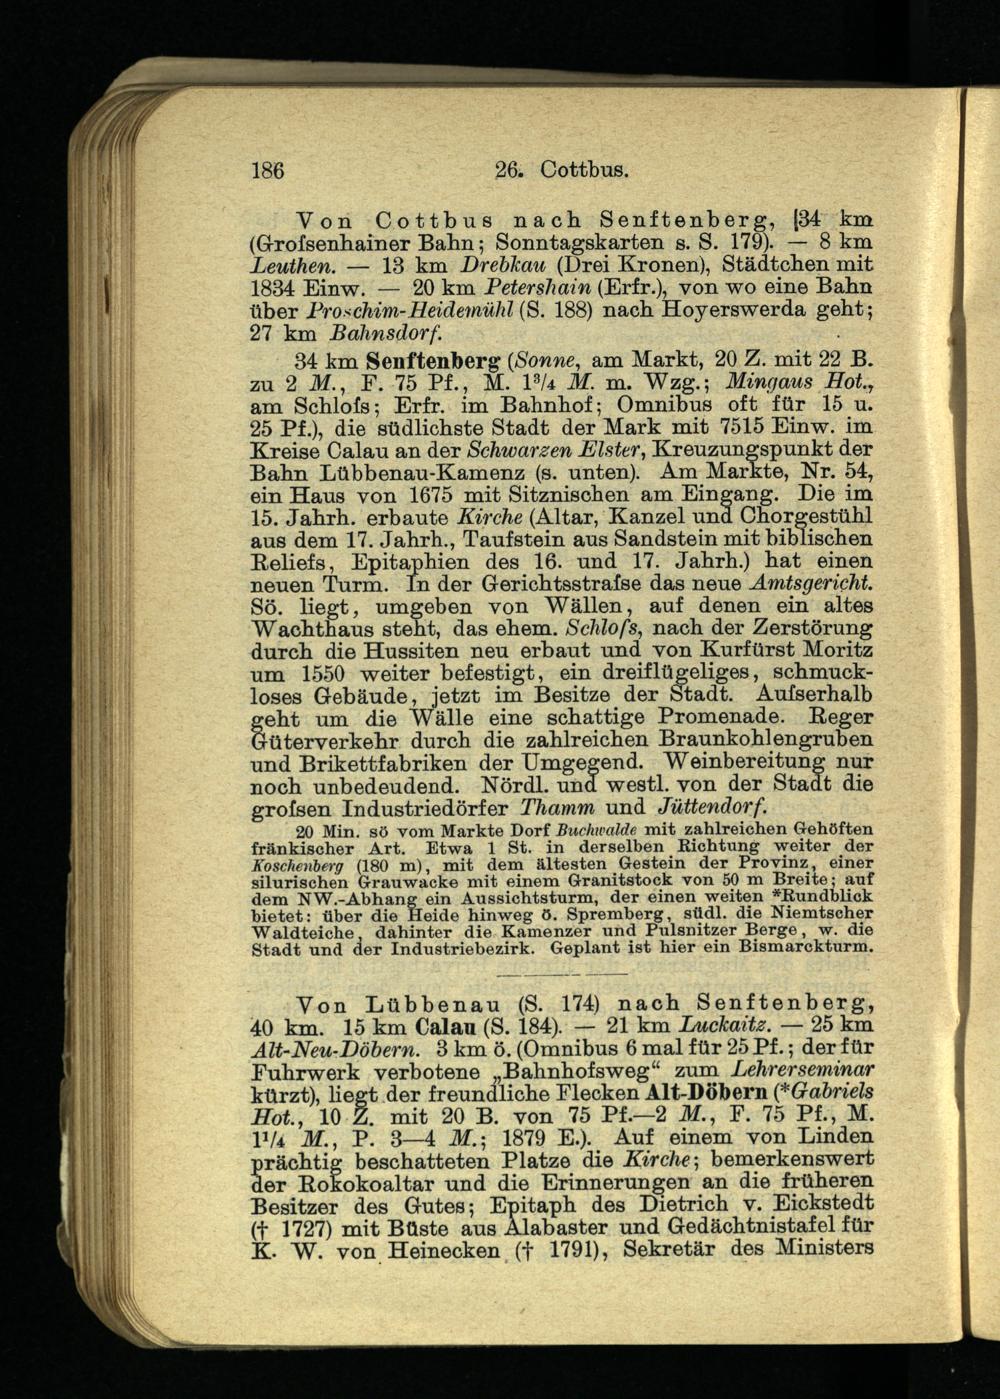 186 26. Cottbus.
Von Cottbus nach Senftenberg, [34 km
(Grofsenhainer Bahn; Sonntagskarten s. S. 179). — 8 km
Leuthen. — 13 km Drebkau (Drei Kronen), Städtchen mit
1834 Einw. — 20 km Petershain (Erfr.), von wo eine Bahn
über Proschim-Heidemühl (S. 188) nach Hoyerswerda geht;
27 km Bahnsdorf.
34 km Senftenberg (Sonne, am Markt, 20 Z. mit 22 B.
zu 2 M., F. 75 Pf., M. 1³/₄ M. m. Wzg.; Mingaus Hot.,
am Schlofs; Erfr. im Bahnhof; Omnibus oft für 15 u.
25 Pf.), die südlichste Stadt der Mark mit 7515 Einw. im
Kreise Calau an der Schwarzen Elster, Kreuzungspunkt der
Bahn Lübbenau-Kamenz (s. unten). Am Markte, Nr. 54,
ein Haus von 1675 mit Sitznischen am Eingang. Die im
15. Jahrh. erbaute Kirche (Altar, Kanzel und Chorgestühl
aus dem 17. Jahrh., Taufstein aus Sandstein mit biblischen
Reliefs, Epitaphien des 16. und 17. Jahrh.) hat einen
neuen Turm. In der Gerichtsstrafse das neue Amtsgericht.
Sö. liegt, umgeben von Wällen, auf denen ein altes
Wachthaus steht, das ehem. Schlofs, nach der Zerstörung
durch die Hussiten neu erbaut und von Kurfürst Moritz
um 1550 weiter befestigt, ein dreiflügeliges, schmuck-
loses Gebäude, jetzt im Besitze der Stadt. Aufserhalb
geht um die Wälle eine schattige Promenade. Reger
Güterverkehr durch die zahlreichen Braunkohlengruben
und Brikettfabriken der Umgegend. Weinbereitung nur
noch unbedeudend. Nördl. und westl. von der Stadt die
grofsen Industriedörfer Thamm und Jüttendorf.
20 Min. sö vom Markte Dorf Buchwalde mit zahlreichen Gehöften
fränkischer Art. Etwa 1 St. in derselben Richtung weiter der
Koschenberg (180 m), mit dem ältesten Gestein der Provinz, einer
silurischen Grauwacke mit einem Granitstock von 50 m Breite; auf
dem NW.-Abhang ein Aussichtsturm, der einen weiten *Rundblick
bietet: über die Heide hinweg ö. Spremberg, südl. die Niemtscher
Waldteiche, dahinter die Kamenzer und Pulsnitzer Berge, w. die
Stadt und der Industriebezirk. Geplant ist hier ein Bismarckturm.
Von Lübbenau (S. 174) nach Senftenberg,
40 km. 15 km Calau (S. 184). — 21 km Luckaitz. — 25 km
Alt-Neu-Döbern. 3 km ö. (Omnibus 6 mal für 25 Pf.; der für
Fuhrwerk verbotene „Bahnhofsweg“ zum Lehrerseminar
kürzt), liegt der freundliche Flecken Alt-Döbern (*Gabriels
Hot., 10 Z. mit 20 B. von 75 Pf.—2 M., F. 75 Pf., M.
1¹/₄ M., P. 3—4 M.; 1879 E.). Auf einem von Linden
prächtig beschatteten Platze die Kirche; bemerkenswert
der Rokokoaltar und die Erinnerungen an die früheren
Besitzer des Gutes; Epitaph des Dietrich v. Eickstedt
(† 1727) mit Büste aus Alabaster und Gedächtnistafel für
K. W. von Heinecken († 1791), Sekretär des Ministers